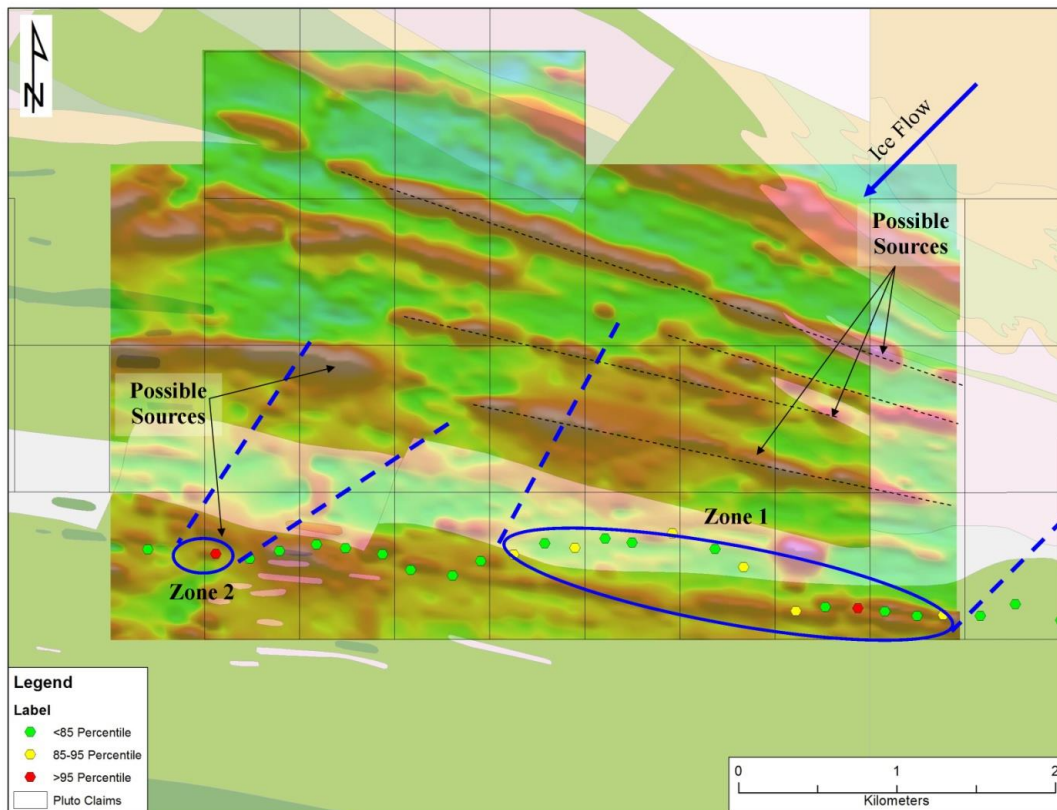 N
Ice Flow
Possible
Sources
Possible
Sources
Zone 1
Zone 2
Legend
Label
<85 Percentile
85-95 Percentile
>95 Percentile
Pluto Claims
0 1 2
Kilometers